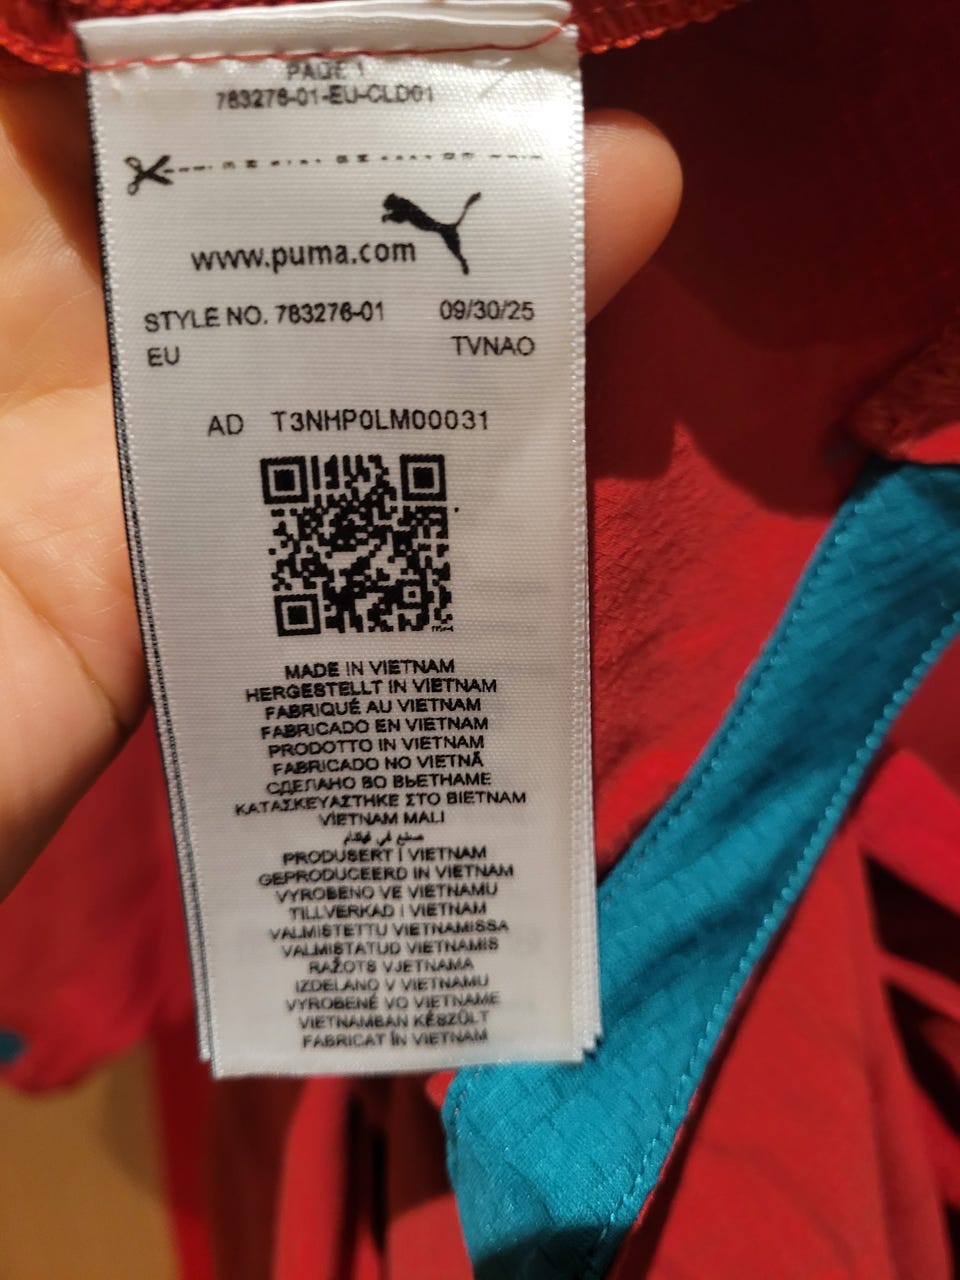 PAGE 1
783276-01-EU-CLD01
www.puma.com
STYLE NO. 783276-01 09/30/25
EU TVNAO
AD T3NHP0LM00031
MADE IN VIETNAM
HERGESTELLT IN VIETNAM
FABRIQUÉ AU VIETNAM
FABRICADO EN VIETNAM
PRODOTTO IN VIETNAM
FABRICADO NO VIETNÃ
СДЕЛАНО ВО ВЬЕТНАМЕ
ΚΑΤΑΣΚΕΥΑΣΤΗΚΕ ΣΤΟ ΒΙΕΤΝΑΜ
VİETNAM MALI
صنع في فيتنام
PRODUSERT I VIETNAM
GEPRODUCEERD IN VIETNAM
VYROBENO VE VIETNAMU
TILLVERKAD I VIETNAM
VALMISTETTU VIETNAMISSA
VALMISTATUD VIETNAMIS
RAŽOTS VJETNAMA
IZDELANO V VIETNAMU
VYROBENÉ VO VIETNAME
VIETNAMBAN KÉSZÜLT
FABRICAT ÎN VIETNAM